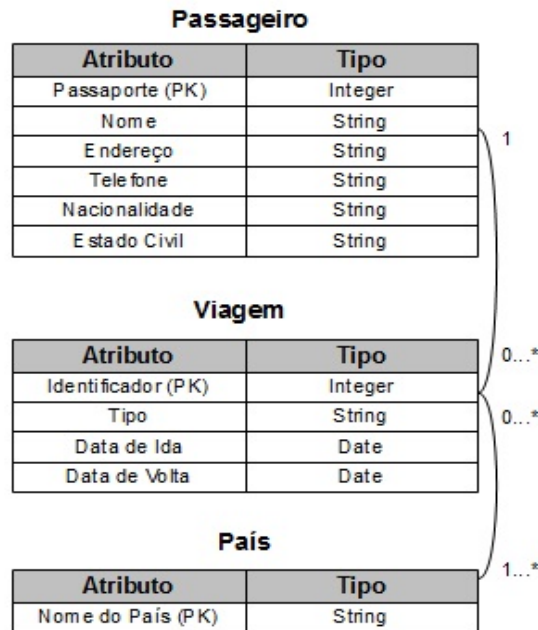 Passageiro
Atributo Tipo
Passaporte (PK) Integer
Nome String
Endereço String
Telefone String
Nacionalidade String
Estado Civil String
1
Viagem
Atributo Tipo
0...*
Identificador (PK) Integer
Tipo String
0...*
Data de Ida Date
Data de Volta Date
País
1...*
Atributo Tipo
Nome do País (PK) String